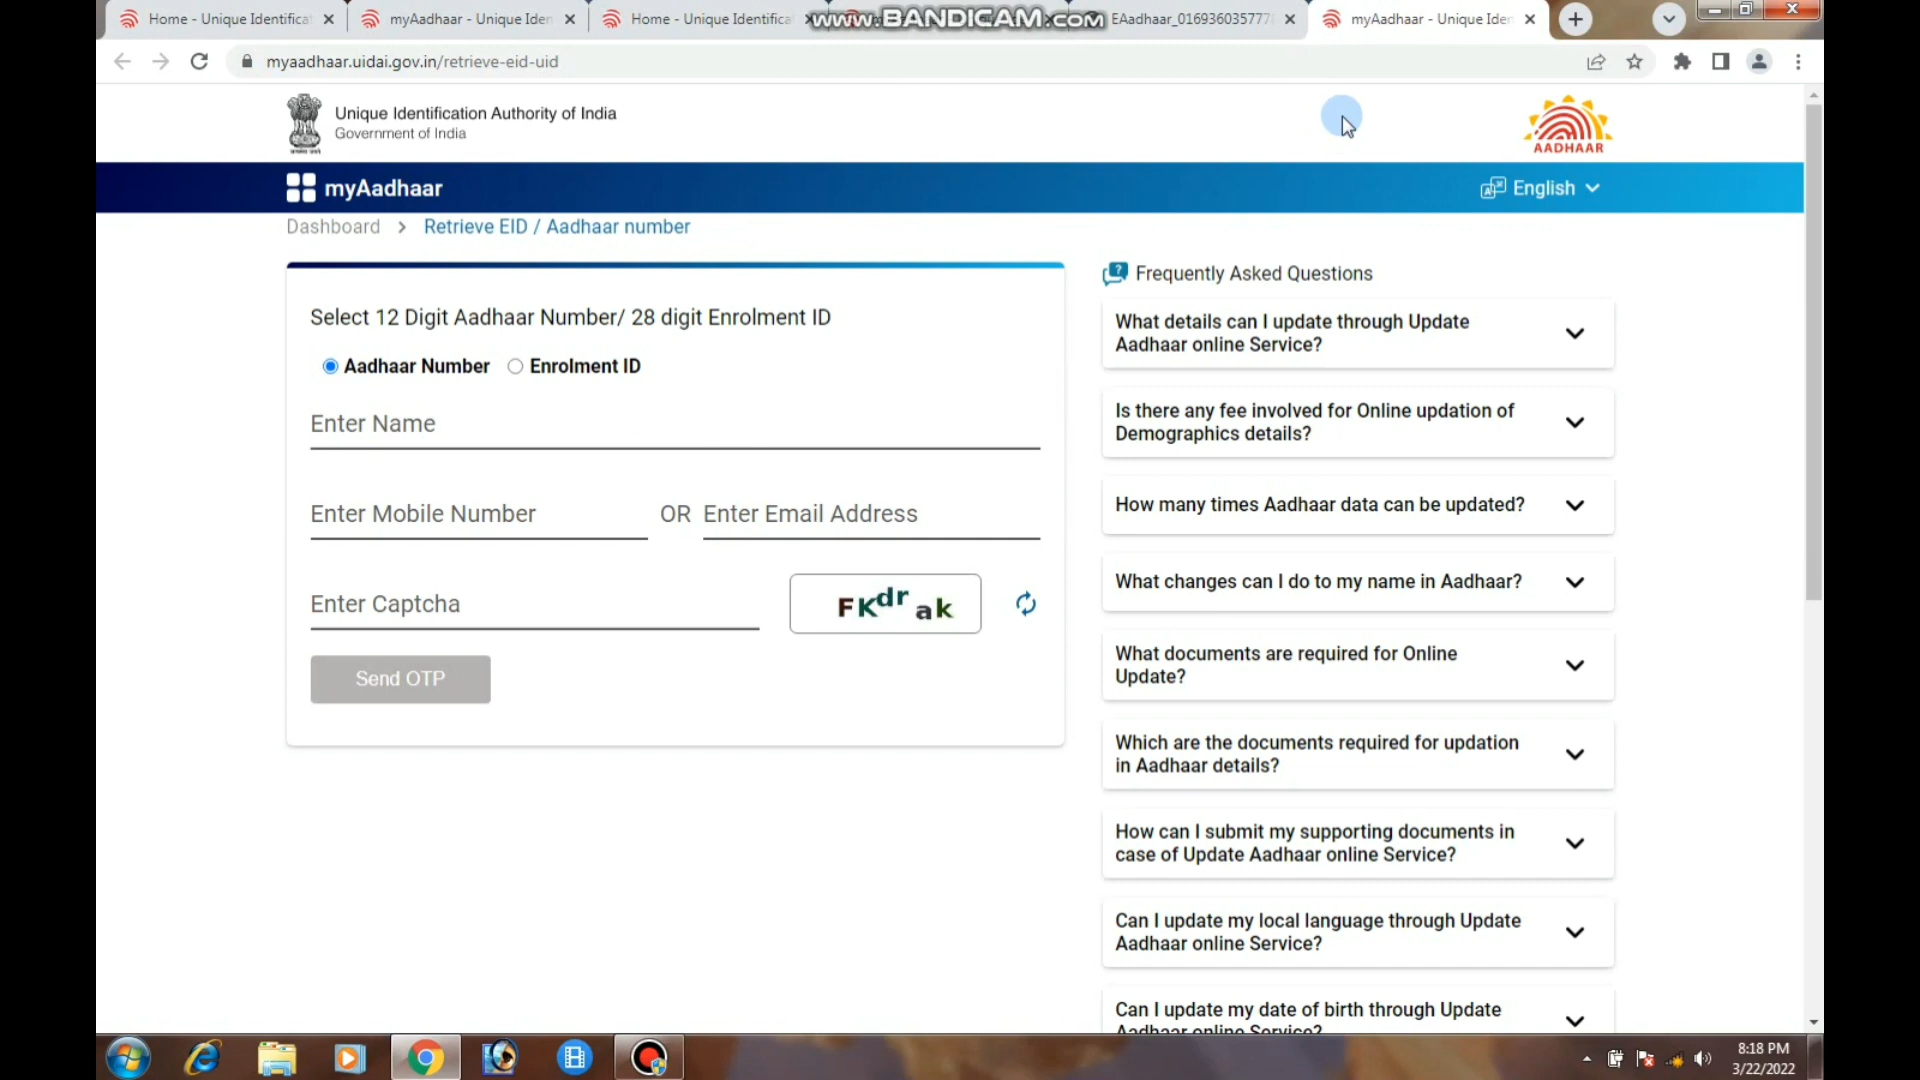 Home - Unique Identificat
myAadhaar - Unique Iden
Home - Unique Identifica
www.BANDICAM.com
EAadhaar_016936035777
myAadhaar - Unique Iden
myaadhaar.uidai.gov.in/retrieve-eid-uid
Unique Identification Authority of India
Government of India
AADHAAR
myAadhaar
English
Dashboard > Retrieve EID / Aadhaar number
Select 12 Digit Aadhaar Number/ 28 digit Enrolment ID
Aadhaar Number Enrolment ID
Enter Name
Enter Mobile Number OR Enter Email Address
Enter Captcha
FKdrak
Send OTP
Frequently Asked Questions
What details can I update through Update
Aadhaar online Service?
Is there any fee involved for Online updation of
Demographics details?
How many times Aadhaar data can be updated?
What changes can I do to my name in Aadhaar?
What documents are required for Online
Update?
Which are the documents required for updation
in Aadhaar details?
How can I submit my supporting documents in
case of Update Aadhaar online Service?
Can I update my local language through Update
Aadhaar online Service?
Can I update my date of birth through Update
Aadhaar online Service?
8:18 PM
3/22/2022